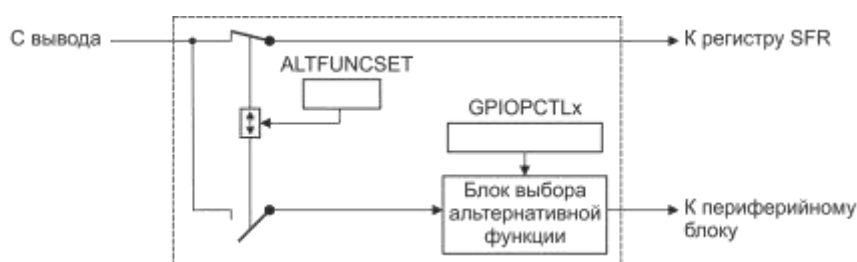 С вывода
К регистру SFR
ALTFUNCSET
GPIOPCTLx
Блок выбора
альтернативной
функции
К периферийному
блоку